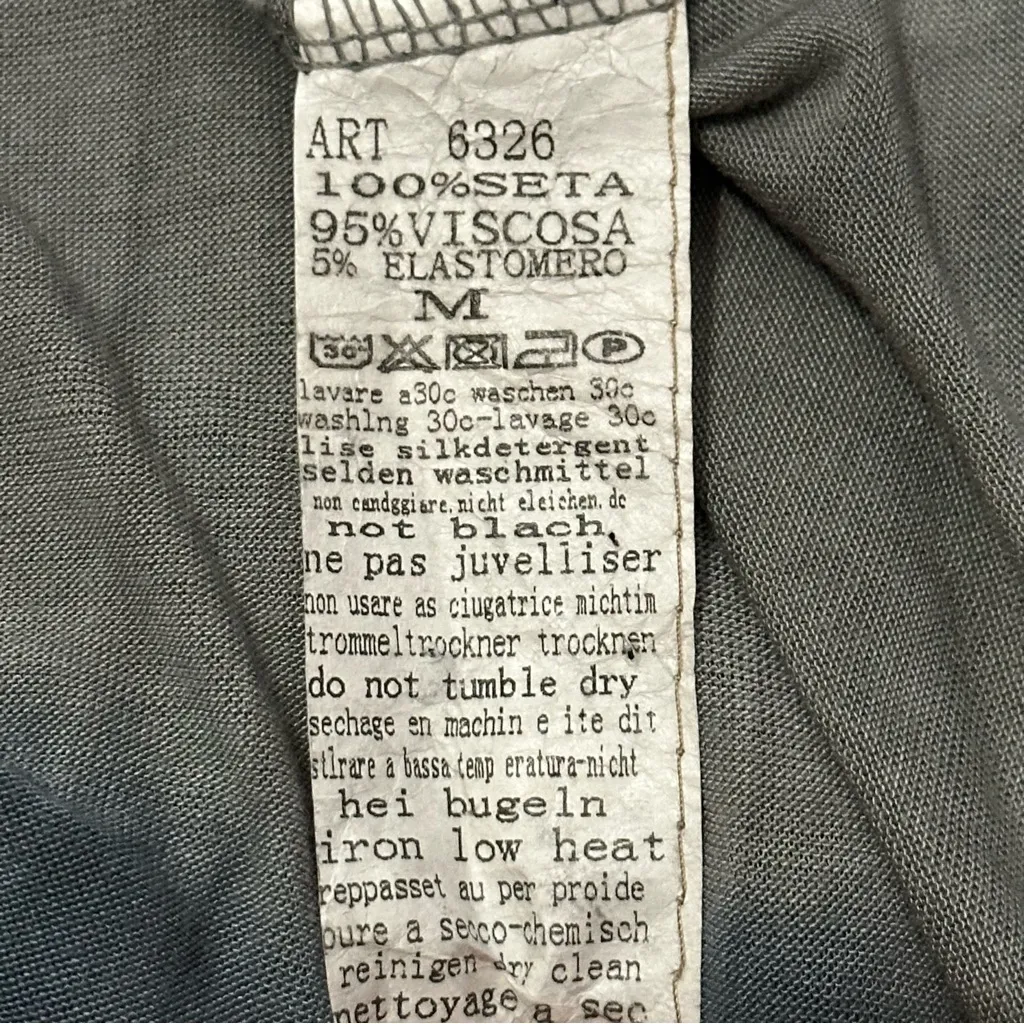 ART 6326
100%SETA
95%VISCOSA
5% ELASTOMERO
M
30 P
lavare a30c waschen 30c
washlng 30c-lavage 30c
lise silkdetergent
selden waschmittel
non candggiare.nicht eleichen. de
not blach,
ne pas juvelliser
non usare as ciugatrice michtim
trommeltrockner trocknen
do not tumble dry
sechage en machin e ite dit
stlrare a bassa temp eratura-nicht
hei bugeln
iron low heat
reppasset au per proide
oure a secco-chemisch
reinigen dry clean
nettoyage a sec